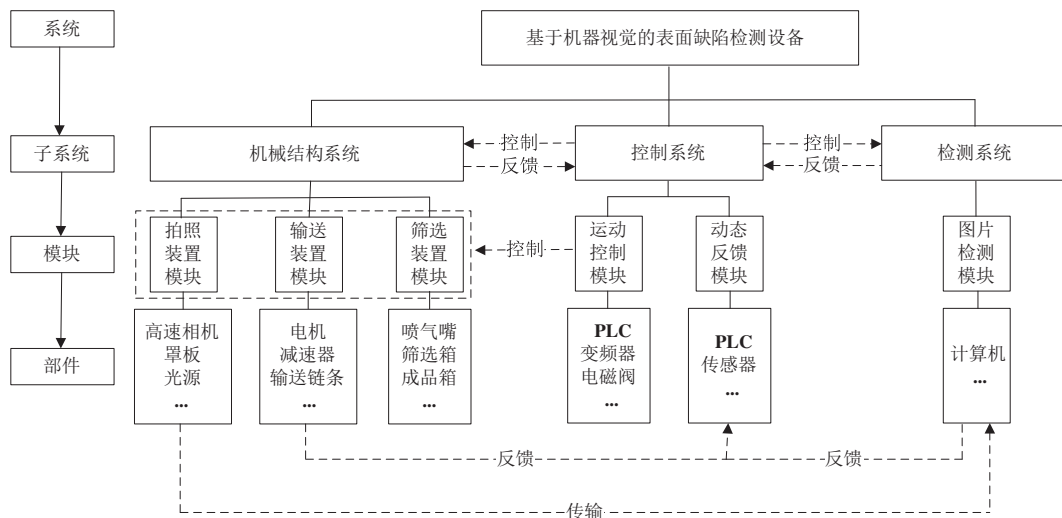 系统
基于机器视觉的表面缺陷检测设备
子系统
机械结构系统
控制
反馈
控制系统
控制
反馈
检测系统
模块
拍照
装置
模块
输送
装置
模块
筛选
装置
模块
控制
运动
控制
模块
动态
反馈
模块
图片
检测
模块
部件
高速相机
罩板
光源
...
电机
减速器
输送链条
...
喷气嘴
筛选箱
成品箱
...
PLC
变频器
电磁阀
...
PLC
传感器
...
计算机
...
反馈
反馈
传输